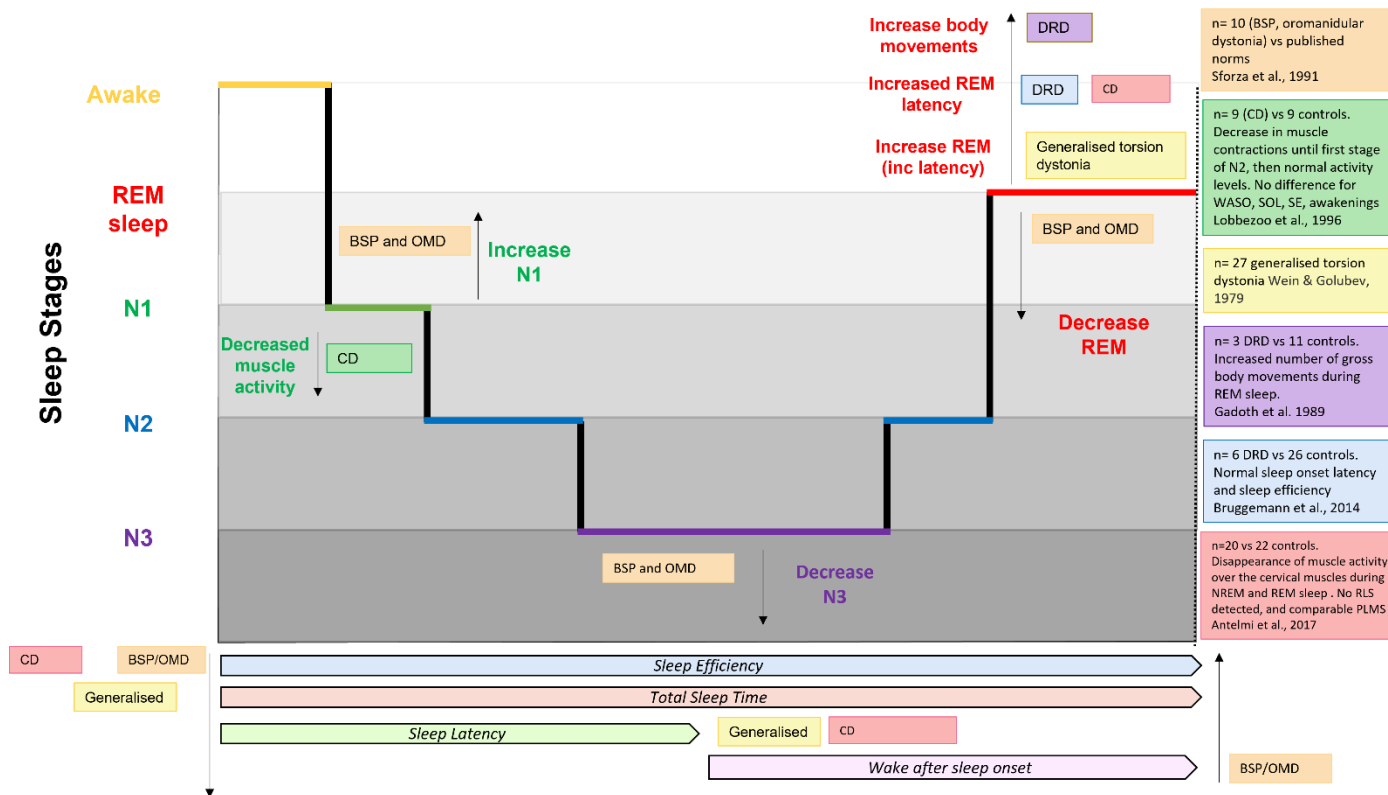 Sleep Stages
Awake
REM
sleep
N1
N2
N3
Increase body
movements
DRD
Increased REM
latency
DRD
CD
Increase REM
(inc latency)
Generalised torsion
dystonia
BSP and OMD
Increase
N1
BSP and OMD
Decrease
REM
Decreased
muscle
activity
CD
BSP and OMD
Decrease
N3
n= 10 (BSP, oromanidular
dystonia) vs published
norms
Sforza et al., 1991
n= 9 (CD) vs 9 controls.
Decrease in muscle
contractions until first stage
of N2, then normal activity
levels. No difference for
WASO, SOL, SE, awakenings
Lobbezoo et al., 1996
n= 27 generalised torsion
dystonia Wein & Golubev,
1979
n= 3 DRD vs 11 controls.
Increased number of gross
body movements during
REM sleep.
Gadoth et al. 1989
n= 6 DRD vs 26 controls.
Normal sleep onset latency
and sleep efficiency
Bruggemann et al., 2014
n=20 vs 22 controls.
Disappearance of muscle activity
over the cervical muscles during
NREM and REM sleep . No RLS
detected, and comparable PLMS
Antelmi et al., 2017
CD
BSP/OMD
Generalised
Sleep Efficiency
Total Sleep Time
Sleep Latency
Generalised
CD
Wake after sleep onset
BSP/OMD